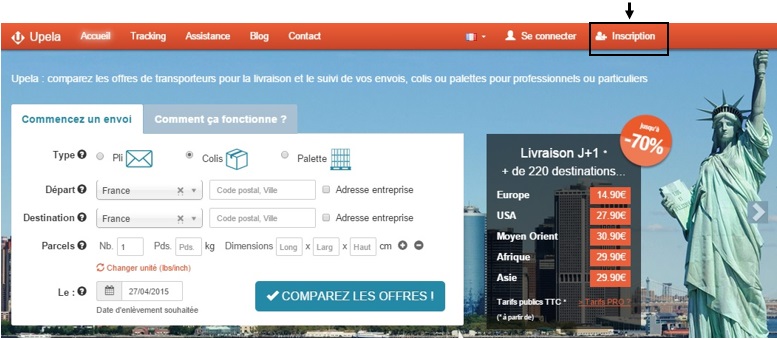 Upela Accueil Tracking Assistance Blog Contact Se connecter Inscription
Upela : comparez les offres de transporteurs pour la livraison et le suivi de vos envois, colis ou palettes pour professionnels ou particuliers
Commencez un envoi Comment ça fonctionne ?
Type ? Pli Colis Palette
Départ ? France × Code postal, Ville Adresse entreprise
Destination ? France × Code postal, Ville Adresse entreprise
Parcels ? Nb. 1 Pds. Pds. kg Dimensions Long x Larg x Haut cm
Changer unité (lbs/inch)
Le : ? 27/04/2015
Date d'enlèvement souhaitée
COMPAREZ LES OFFRES !
Jusqu'à
-70%
Livraison J+1 *
+ de 220 destinations...
Europe 14.90€
USA 27.90€
Moyen Orient 30.90€
Afrique 29.90€
Asie 29.90€
Tarifs publics TTC * > Tarifs PRO ?
(* à partir de)